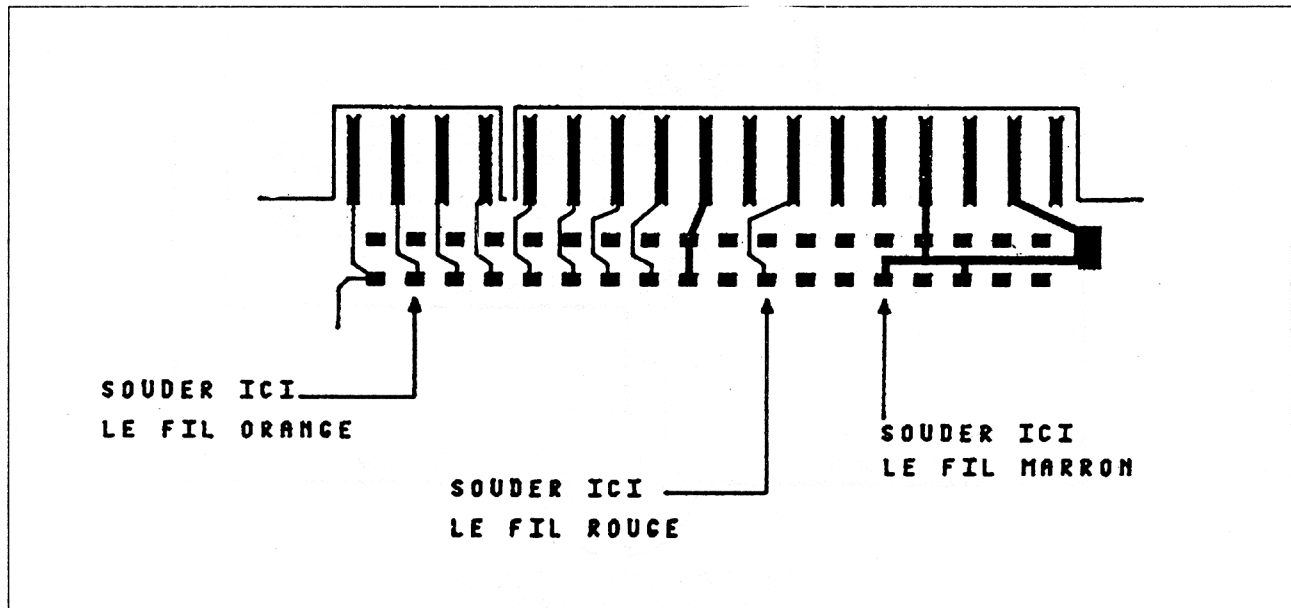 SOUDER ICI
LE FIL ORANGE
SOUDER ICI
LE FIL ROUGE
SOUDER ICI
LE FIL MARRON